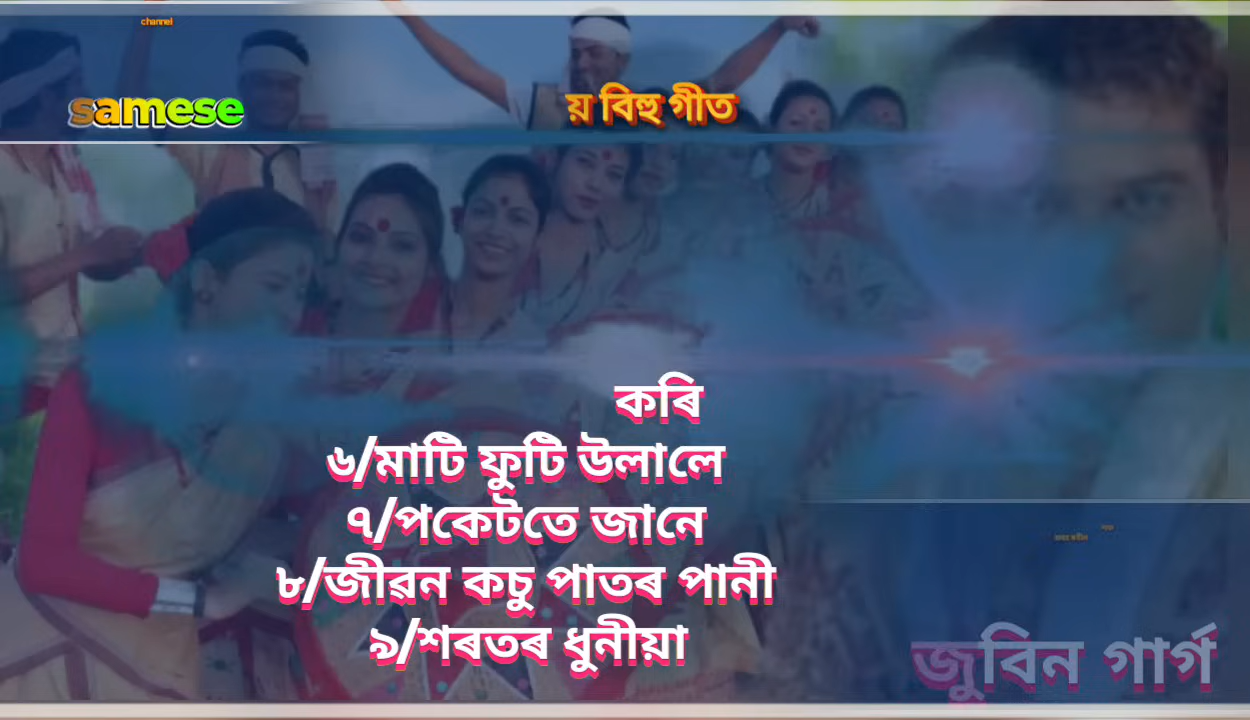 channel
samese
য় বিহু গীত
কৰি
৬/মাটি ফুটি উলালে
৭/পকেটতে জানে
৮/জীৱন কচু পাতৰ পানী
৯/শৰতৰ ধুনীয়া
জুবিন গাৰ্গ